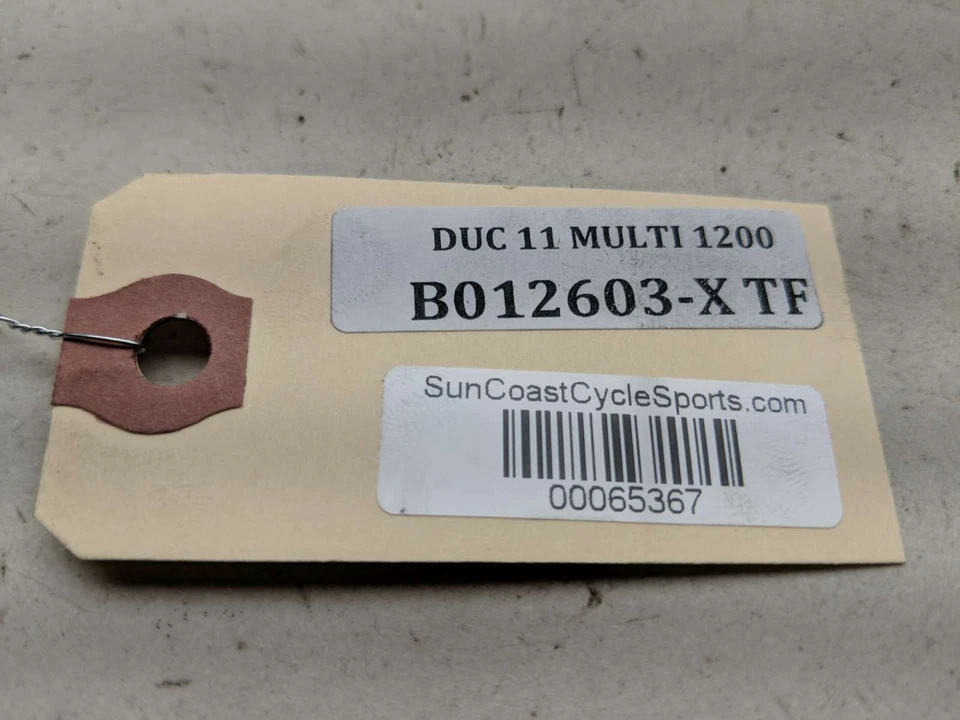 DUC 11 MULTI 1200
B012603-X TF
SunCoastCycleSports.com
00065367